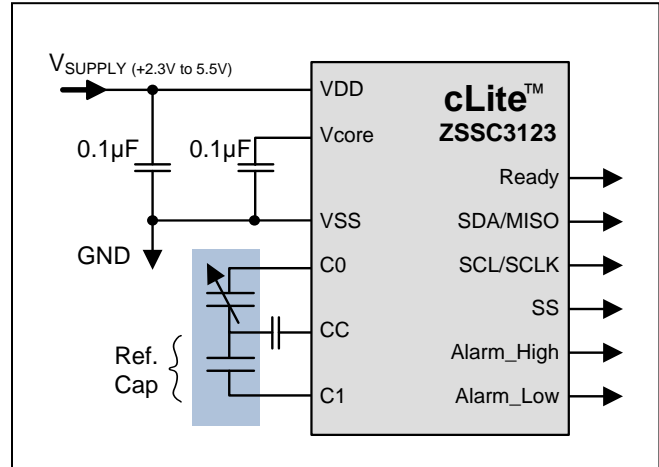 VSUPPLY (+2.3V to 5.5V)
0.1µF
0.1µF
GND
Ref.
Cap
VDD
Vcore
VSS
C0
CC
C1
cLite™
ZSSC3123
Ready
SDA/MISO
SCL/SCLK
SS
Alarm_High
Alarm_Low